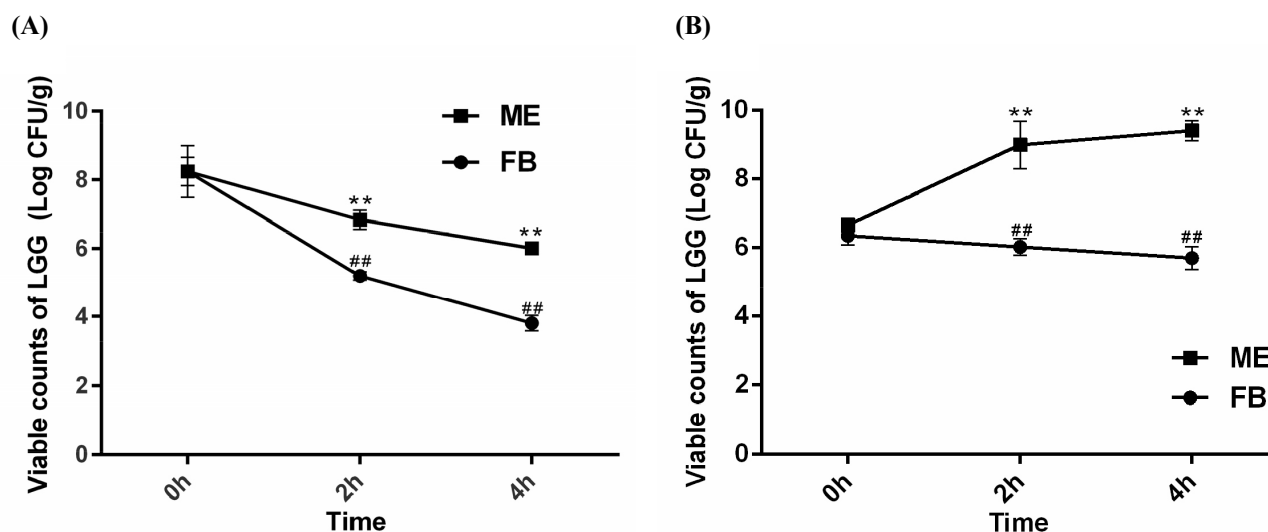 (A)
Viable counts of LGG (Log CFU/g)
10
8
6
4
2
0
ME
FB
**
**
##
##
0h
2h
4h
Time
(B)
Viable counts of LGG (Log CFU/g)
10
8
6
4
2
0
**
**
##
##
ME
FB
0h
2h
4h
Time